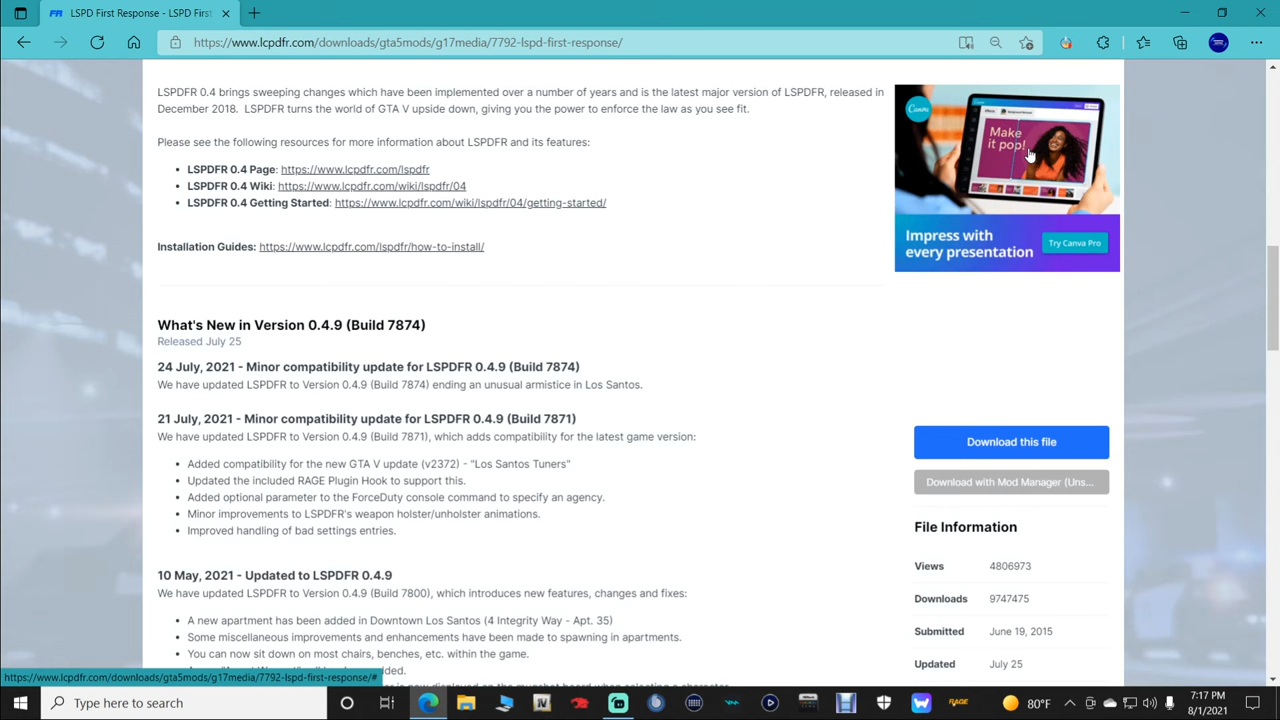 LSPD First Response - LSPD Firs
https://www.lcpdfr.com/downloads/gta5mods/g17media/7792-lspd-first-response/
LSPDFR 0.4 brings sweeping changes which have been implemented over a number of years and is the latest major version of LSPDFR, released in
December 2018. LSPDFR turns the world of GTA V upside down, giving you the power to enforce the law as you see fit.
Please see the following resources for more information about LSPDFR and its features:
• LSPDFR 0.4 Page: https://www.lcpdfr.com/lspdfr
• LSPDFR 0.4 Wiki: https://www.lcpdfr.com/wiki/lspdfr/04
• LSPDFR 0.4 Getting Started: https://www.lcpdfr.com/wiki/lspdfr/04/getting-started/
Installation Guides: https://www.lcpdfr.com/lspdfr/how-to-install/
Canva
Make
it pop!
Impress with
every presentation
Try Canva Pro
What's New in Version 0.4.9 (Build 7874)
Released July 25
24 July, 2021 - Minor compatibility update for LSPDFR 0.4.9 (Build 7874)
We have updated LSPDFR to Version 0.4.9 (Build 7874) ending an unusual armistice in Los Santos.
21 July, 2021 - Minor compatibility update for LSPDFR 0.4.9 (Build 7871)
We have updated LSPDFR to Version 0.4.9 (Build 7871), which adds compatibility for the latest game version:
• Added compatibility for the new GTA V update (v2372) - "Los Santos Tuners"
• Updated the included RAGE Plugin Hook to support this.
• Added optional parameter to the ForceDuty console command to specify an agency.
• Minor improvements to LSPDFR's weapon holster/unholster animations.
• Improved handling of bad settings entries.
10 May, 2021 - Updated to LSPDFR 0.4.9
We have updated LSPDFR to Version 0.4.9 (Build 7800), which introduces new features, changes and fixes:
• A new apartment has been added in Downtown Los Santos (4 Integrity Way - Apt. 35)
• Some miscellaneous improvements and enhancements have been made to spawning in apartments.
• You can now sit down on most chairs, benches, etc. within the game.
Download this file
Download with Mod Manager (Uns...
File Information
Views 4806973
Downloads 9747475
Submitted June 19, 2015
Updated July 25
https://www.lcpdfr.com/downloads/gta5mods/g17media/7792-lspd-first-response/#
Type here to search
RAGE
80°F
7:17 PM
8/1/2021